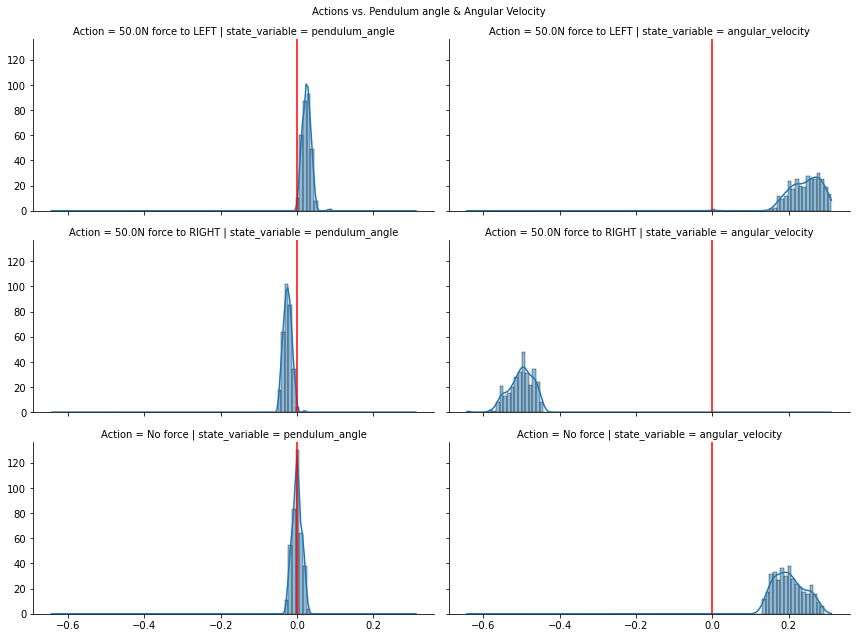 Actions vs. Pendulum angle & Angular Velocity
Action = 50.0N force to LEFT | state_variable = pendulum_angle
Action = 50.0N force to LEFT | state_variable = angular_velocity
120
100
80
60
40
20
0
Action = 50.0N force to RIGHT | state_variable = pendulum_angle
Action = 50.0N force to RIGHT | state_variable = angular_velocity
120
100
80
60
40
20
0
Action = No force | state_variable = pendulum_angle
Action = No force | state_variable = angular_velocity
120
100
80
60
40
20
0
−0.6 −0.4 −0.2 0.0 0.2
−0.6 −0.4 −0.2 0.0 0.2